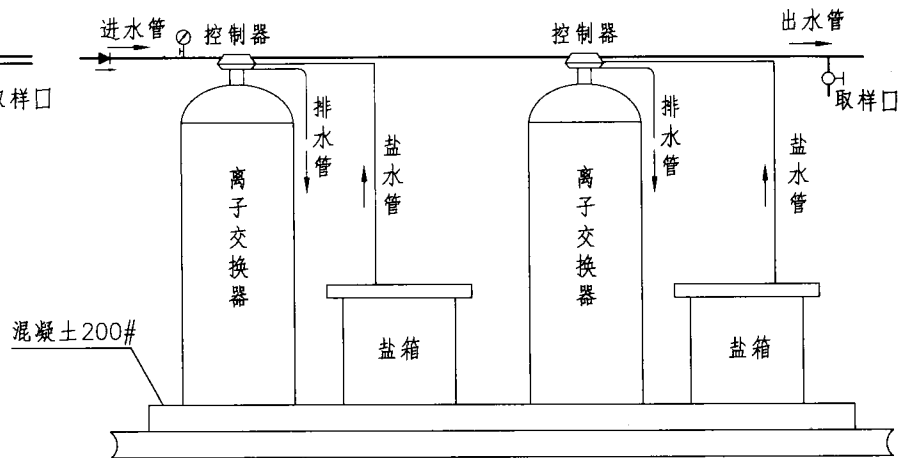 进水管
控制器
控制器
出水管
取样口
取样口
排水管
盐水管
排水管
盐水管
离子交换器
离子交换器
混凝土200#
盐箱
盐箱